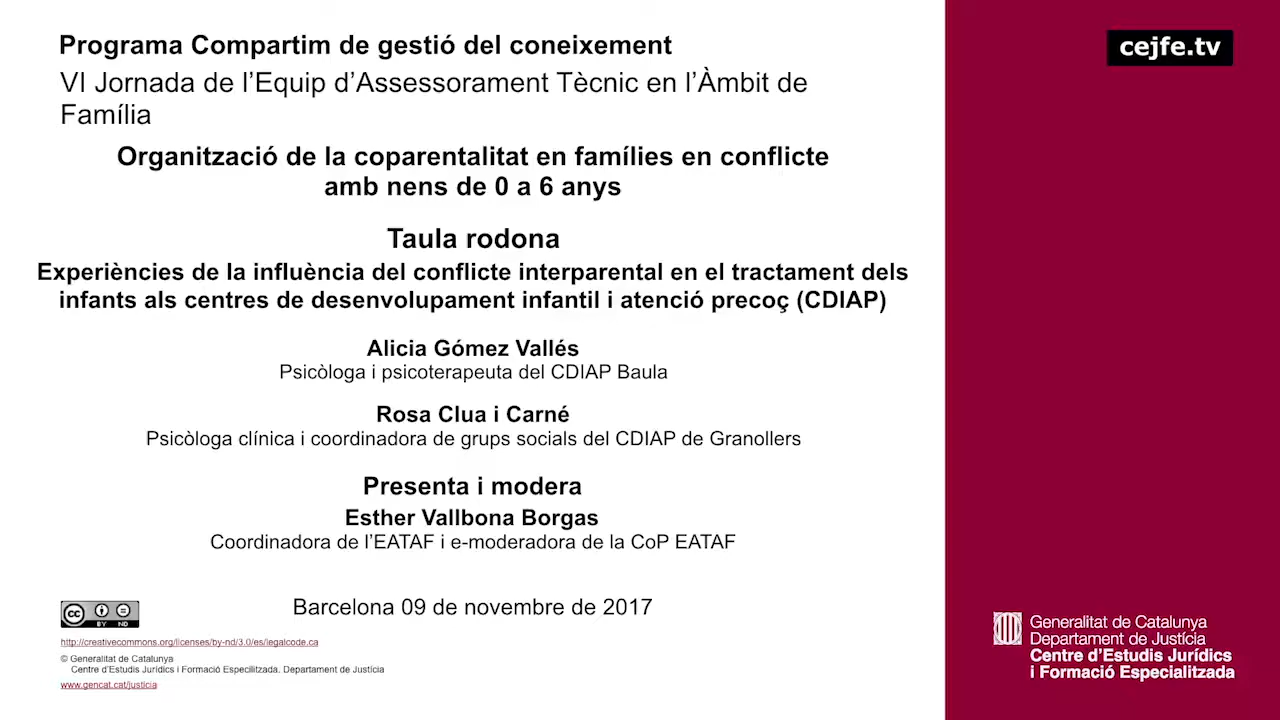 Programa Compartim de gestió del coneixement
cejfe.tv
VI Jornada de l'Equip d'Assessorament Tècnic en l'Àmbit de
Família
Organització de la coparentalitat en famílies en conflicte
amb nens de 0 a 6 anys
Taula rodona
Experiències de la influència del conflicte interparental en el tractament dels
infants als centres de desenvolupament infantil i atenció precoç (CDIAP)
Alicia Gómez Vallés
Psicòloga i psicoterapeuta del CDIAP Baula
Rosa Clua i Carné
Psicòloga clínica i coordinadora de grups socials del CDIAP de Granollers
Presenta i modera
Esther Vallbona Borgas
Coordinadora de l'EATAF i e-moderadora de la CoP EATAF
Barcelona 09 de novembre de 2017
cc BY ND
http://creativecommons.org/licenses/by-nd/3.0/es/legalcode.ca
© Generalitat de Catalunya
Centre d'Estudis Jurídics i Formació Especilitzada. Departament de Justícia
www.gencat.cat/justicia
Generalitat de Catalunya
Departament de Justícia
Centre d'Estudis Jurídics
i Formació Especialitzada